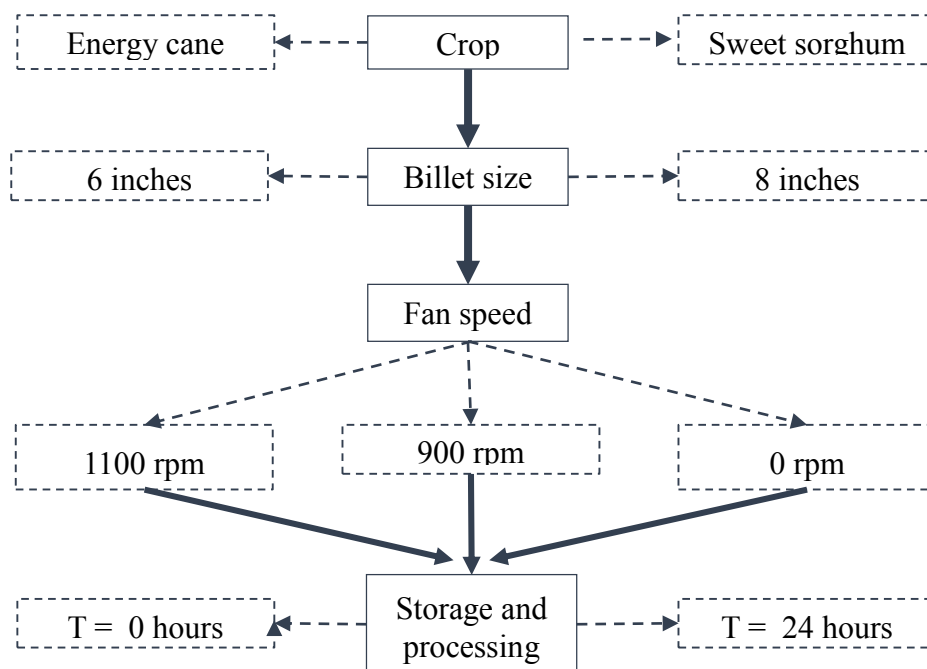 Energy cane
Crop
Sweet sorghum
6 inches
Billet size
8 inches
Fan speed
1100 rpm
900 rpm
0 rpm
T = 0 hours
Storage and
processing
T = 24 hours